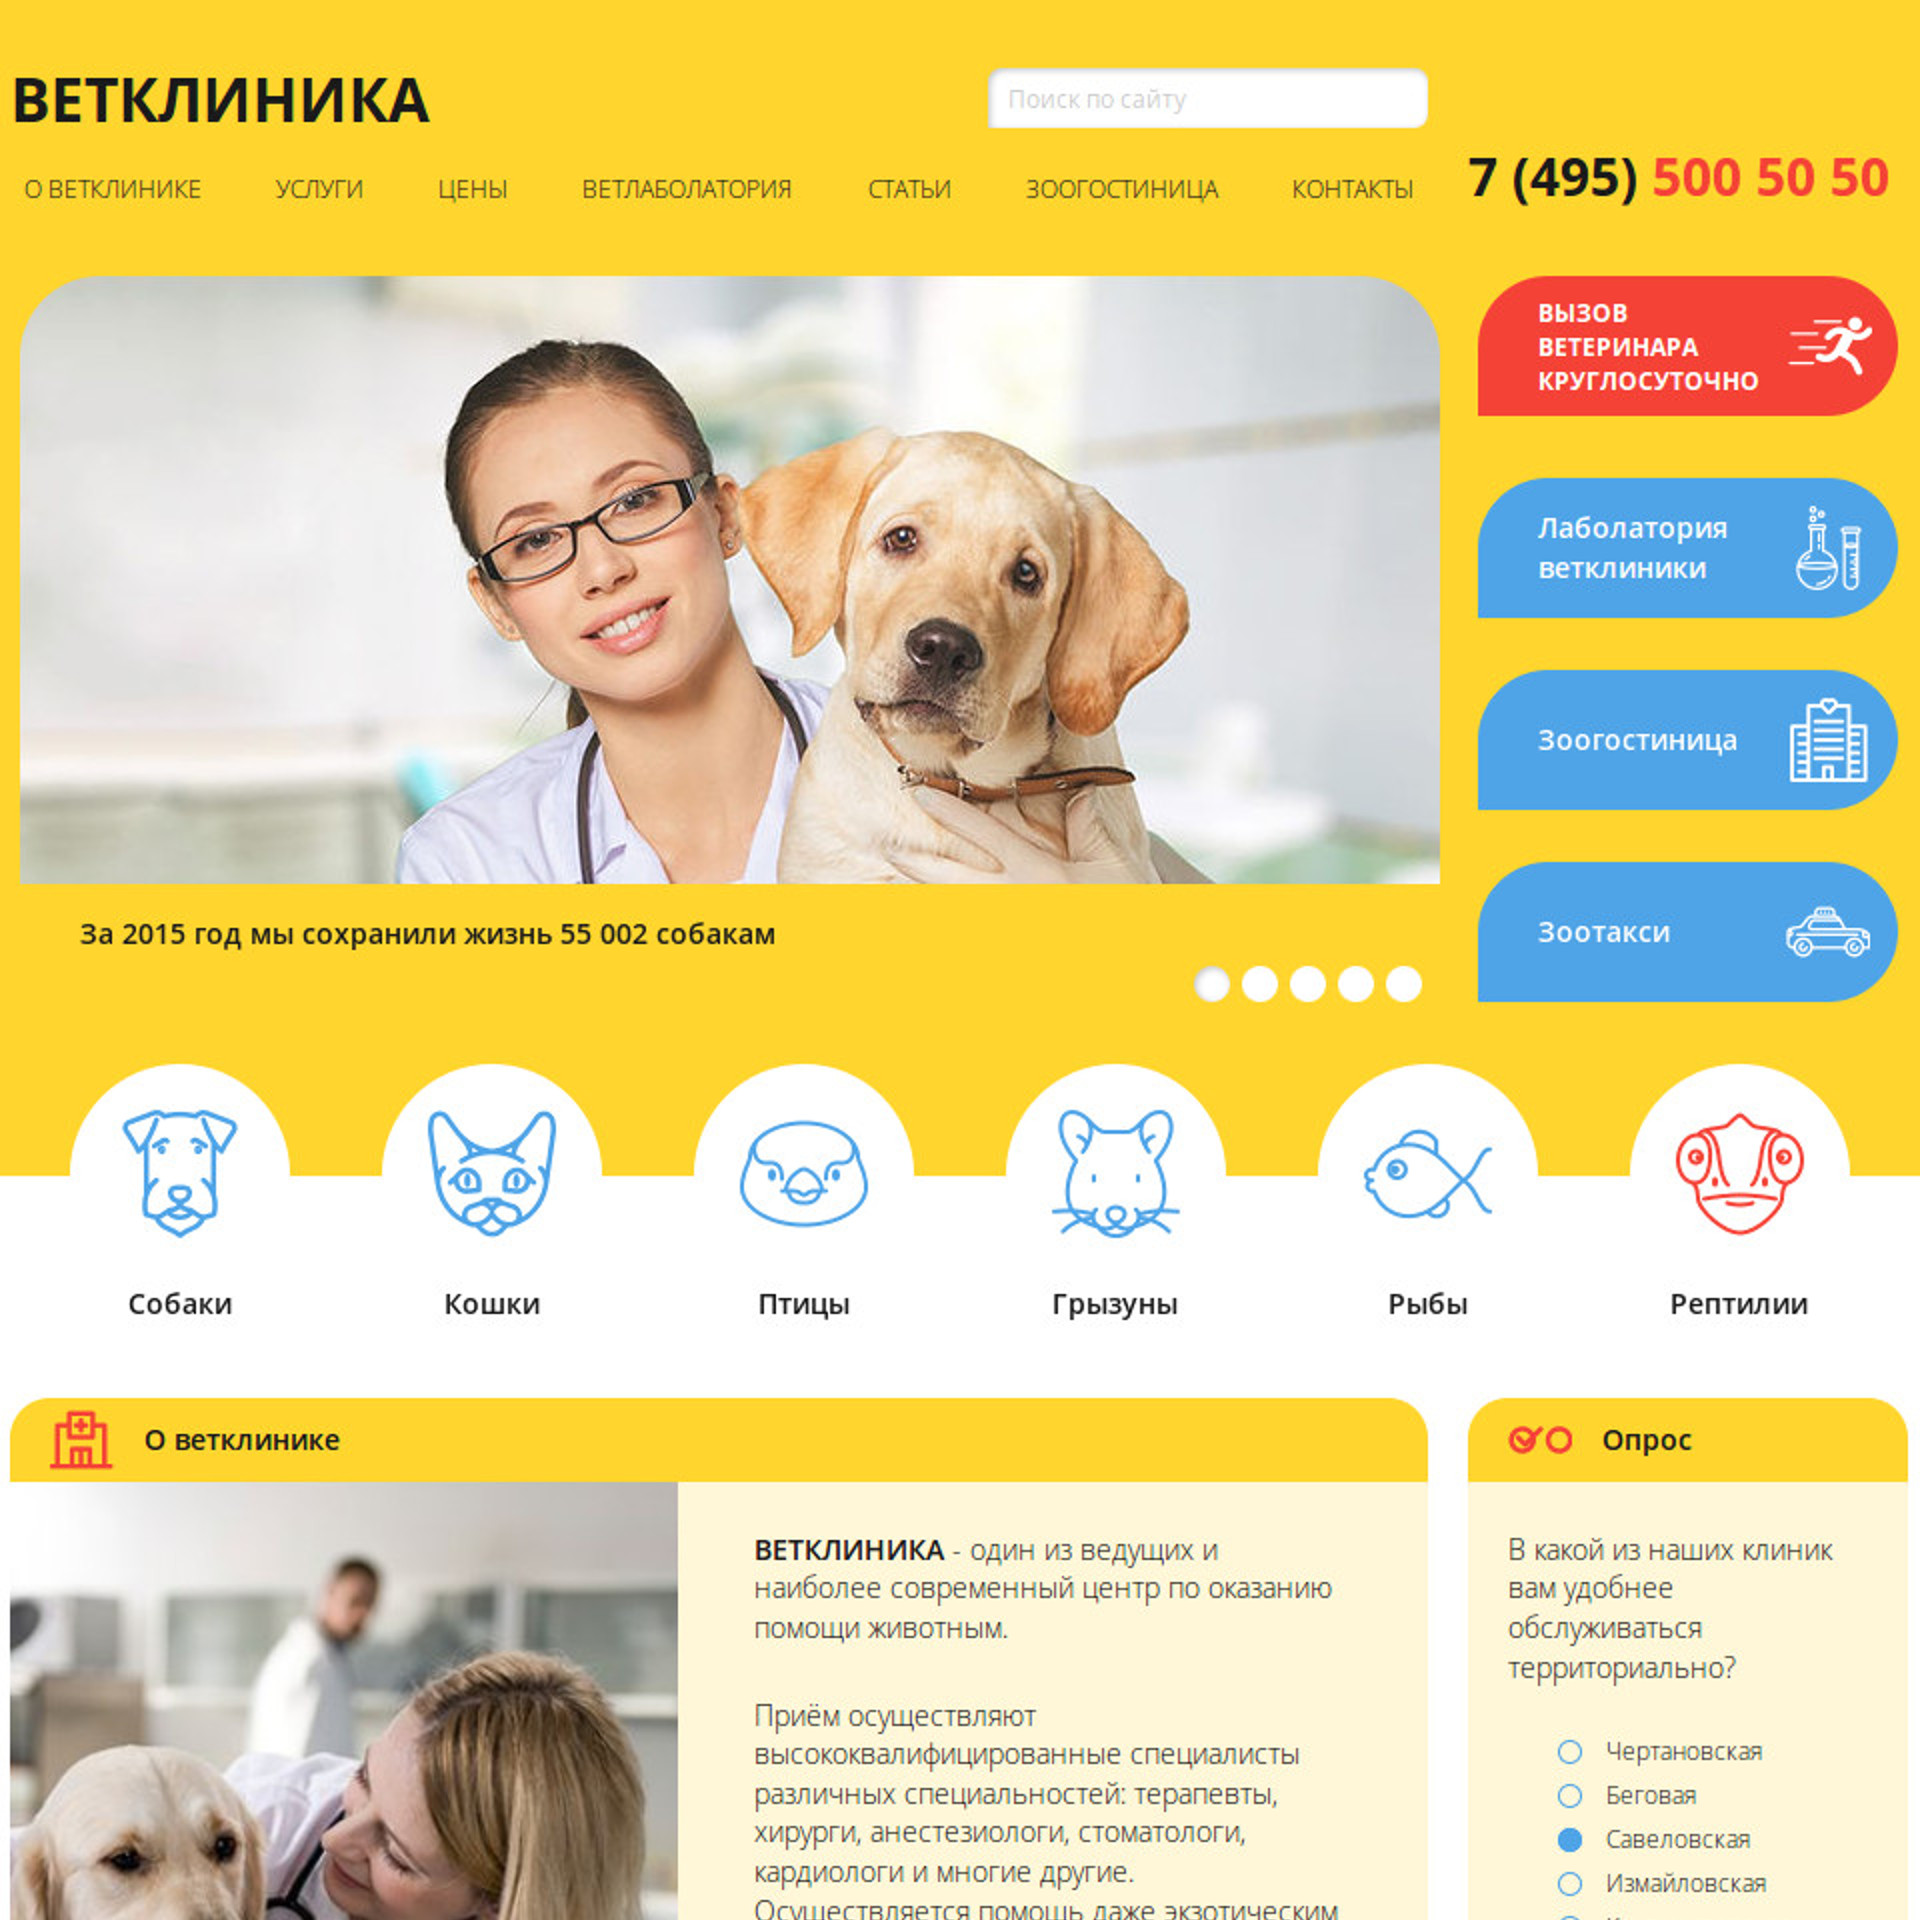 ВЕТКЛИНИКА
Поиск по сайту
О ВЕТКЛИНИКЕ УСЛУГИ ЦЕНЫ ВЕТЛАБОЛАТОРИЯ СТАТЬИ ЗООГОСТИНИЦА КОНТАКТЫ
7 (495) 500 50 50
ВЫЗОВ
ВЕТЕРИНАРА
КРУГЛОСУТОЧНО
Лаболатория
ветклиники
Зоогостиница
Зоотакси
За 2015 год мы сохранили жизнь 55 002 собакам
Собаки Кошки Птицы Грызуны Рыбы Рептилии
О ветклинике
ВЕТКЛИНИКА - один из ведущих и
наиболее современный центр по оказанию
помощи животным.
Приём осуществляют
высококвалифицированные специалисты
различных специальностей: терапевты,
хирурги, анестезиологи, стоматологи,
кардиологи и многие другие.
Осуществляется помощь даже экзотическим
Опрос
В какой из наших клиник
вам удобнее
обслуживаться
территориально?
Чертановская
Беговая
Савеловская
Измайловская